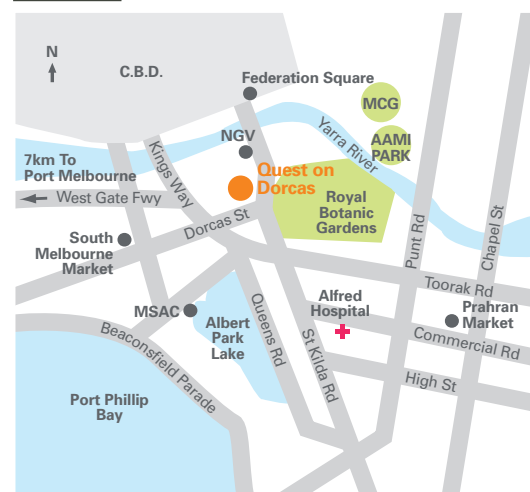 N
C.B.D.
Federation Square
MCG
NGV
Yarra River
AAMI
PARK
7km To
Port Melbourne
Kings Way
Quest on
Dorcas
West Gate Fwy
Royal
Botanic
Gardens
Dorcas St
Punt Rd
Chapel St
South
Melbourne
Market
Toorak Rd
MSAC
Albert
Park
Lake
Queens Rd
St Kilda Rd
Alfred
Hospital
Prahran
Market
Commercial Rd
Beaconsfield Parade
High St
Port Phillip
Bay